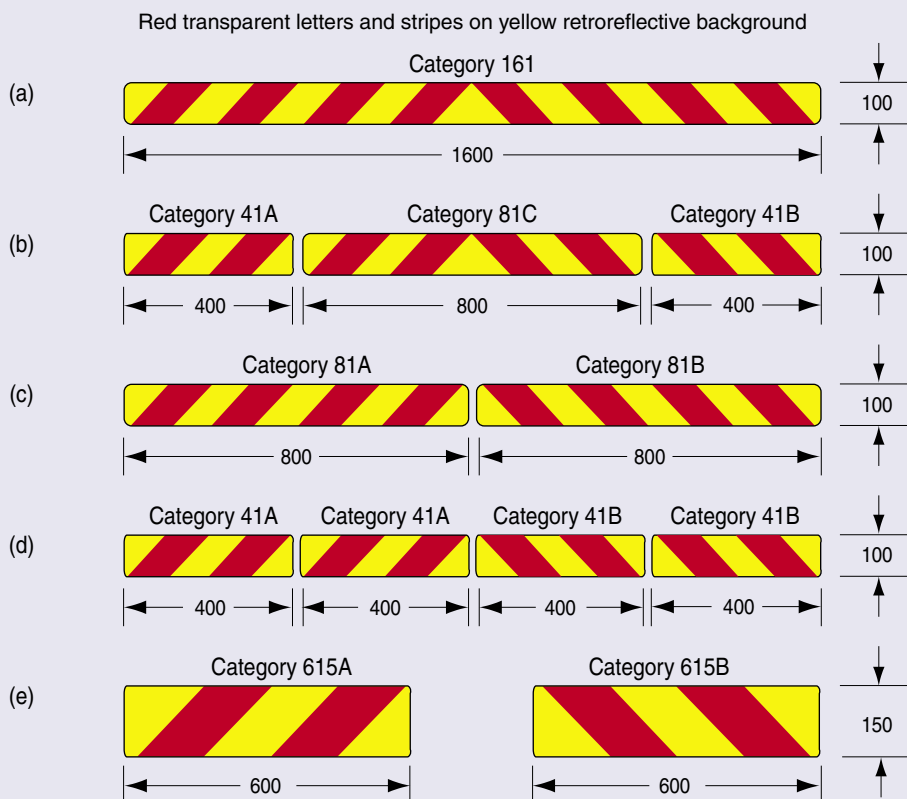 Red transparent letters and stripes on yellow retroreflective background
Category 161
(a)
100
1600
Category 41A Category 81C Category 41B
(b)
100
400 800 400
Category 81A Category 81B
(c)
100
800 800
Category 41A Category 41A Category 41B Category 41B
(d)
100
400 400 400 400
Category 615A Category 615B
(e)
150
600 600